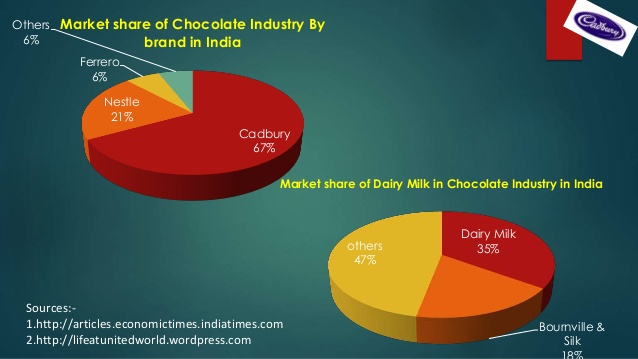 Market share of Chocolate Industry By
brand in India
Others
6%
Ferrero
6%
Nestle
21%
Cadbury
67%
Cadbury
Market share of Dairy Milk in Chocolate Industry in India
others
47%
Dairy Milk
35%
Bournville &
Silk
18%
Sources:-
1.http://articles.economictimes.indiatimes.com
2.http://lifeatunitedworld.wordpress.com